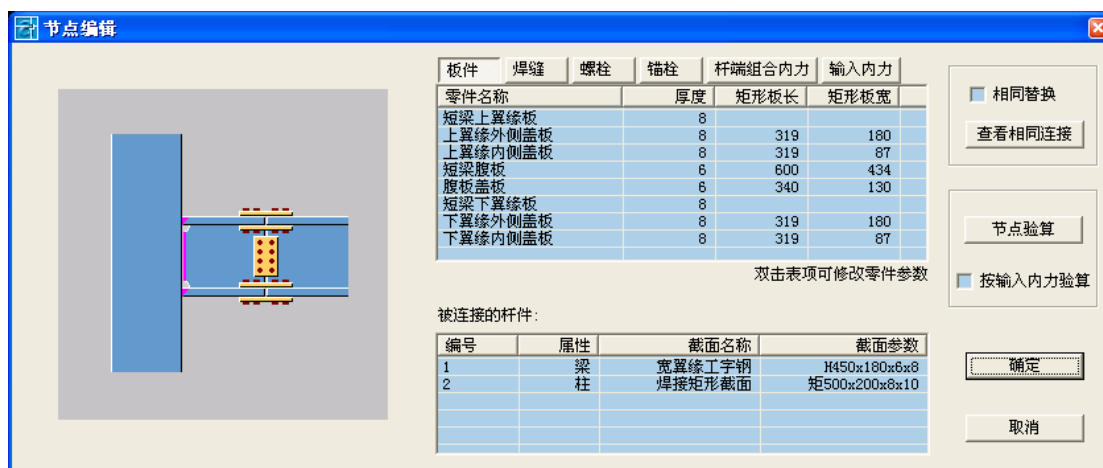 节点编辑
板件 焊缝 螺栓 锚栓 杆端组合内力 输入内力
零件名称 厚度 矩形板长 矩形板宽
短梁上翼缘板 8
上翼缘外侧盖板 8 319 180
上翼缘内侧盖板 8 319 87
短梁腹板 6 600 434
腹板盖板 6 340 130
短梁下翼缘板 8
下翼缘外侧盖板 8 319 180
下翼缘内侧盖板 8 319 87
双击表项可修改零件参数
被连接的杆件:
编号 属性 截面名称 截面参数
1 梁 宽翼缘工字钢 H450x180x6x8
2 柱 焊接矩形截面 矩500x200x8x10
相同替换
查看相同连接
节点验算
按输入内力验算
确定
取消